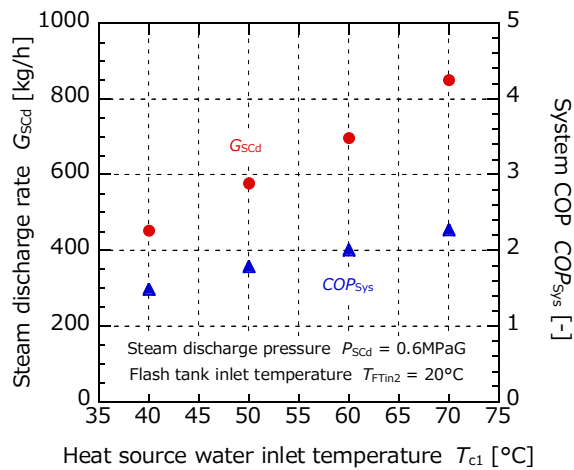 1000
800
600
400
200
0
Steam discharge rate G_SCd [kg/h]
G_SCd
COP_Sys
Steam discharge pressure P_SCd = 0.6MPaG
Flash tank inlet temperature T_FTin2 = 20°C
5
4
3
2
1
0
System COP COP_Sys [-]
35 40 45 50 55 60 65 70 75
Heat source water inlet temperature T_c1 [°C]